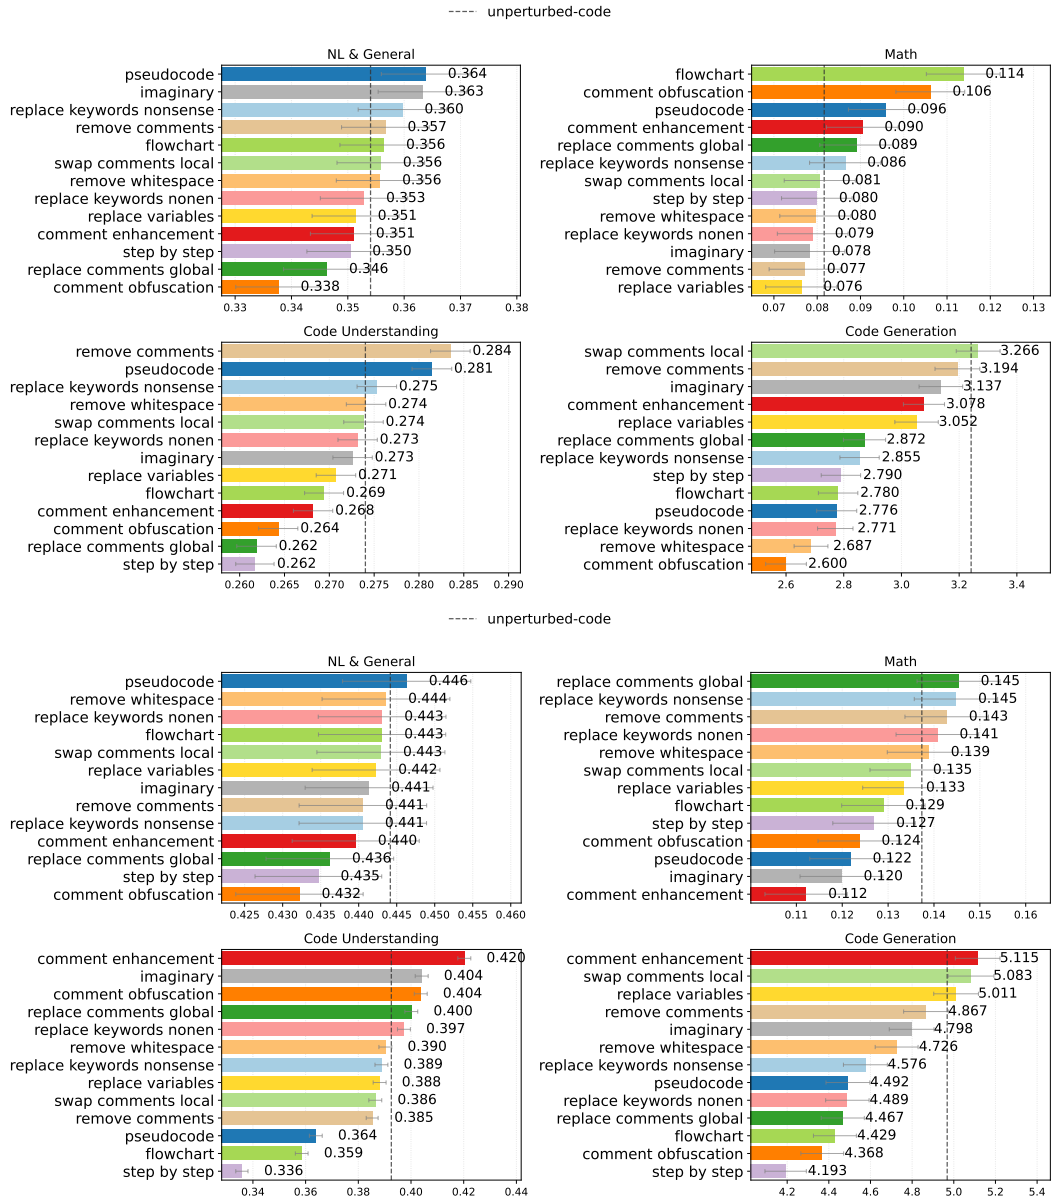 unperturbed-code
NL & General
pseudocode 0.364
imaginary 0.363
replace keywords nonsense 0.360
remove comments 0.357
flowchart 0.356
swap comments local 0.356
remove whitespace 0.356
replace keywords nonen 0.353
replace variables 0.351
comment enhancement 0.351
step by step 0.350
replace comments global 0.346
comment obfuscation 0.338
0.33 0.34 0.35 0.36 0.37 0.38
Math
flowchart 0.114
comment obfuscation 0.106
pseudocode 0.096
comment enhancement 0.090
replace comments global 0.089
replace keywords nonsense 0.086
swap comments local 0.081
step by step 0.080
remove whitespace 0.080
replace keywords nonen 0.079
imaginary 0.078
remove comments 0.077
replace variables 0.076
0.07 0.08 0.09 0.10 0.11 0.12 0.13
Code Understanding
remove comments 0.284
pseudocode 0.281
replace keywords nonsense 0.275
remove whitespace 0.274
swap comments local 0.274
replace keywords nonen 0.273
imaginary 0.273
replace variables 0.271
flowchart 0.269
comment enhancement 0.268
comment obfuscation 0.264
replace comments global 0.262
step by step 0.262
0.260 0.265 0.270 0.275 0.280 0.285 0.290
Code Generation
swap comments local 3.266
remove comments 3.194
imaginary 3.137
comment enhancement 3.078
replace variables 3.052
replace comments global 2.872
replace keywords nonsense 2.855
step by step 2.790
flowchart 2.780
pseudocode 2.776
replace keywords nonen 2.771
remove whitespace 2.687
comment obfuscation 2.600
2.6 2.8 3.0 3.2 3.4
unperturbed-code
NL & General
pseudocode 0.446
remove whitespace 0.444
replace keywords nonen 0.443
flowchart 0.443
swap comments local 0.443
replace variables 0.442
imaginary 0.441
remove comments 0.441
replace keywords nonsense 0.441
comment enhancement 0.440
replace comments global 0.436
step by step 0.435
comment obfuscation 0.432
0.425 0.430 0.435 0.440 0.445 0.450 0.455 0.460
Math
replace comments global 0.145
replace keywords nonsense 0.145
remove comments 0.143
replace keywords nonen 0.141
remove whitespace 0.139
swap comments local 0.135
replace variables 0.133
flowchart 0.129
step by step 0.127
comment obfuscation 0.124
pseudocode 0.122
imaginary 0.120
comment enhancement 0.112
0.11 0.12 0.13 0.14 0.15 0.16
Code Understanding
comment enhancement 0.420
imaginary 0.404
comment obfuscation 0.404
replace comments global 0.400
replace keywords nonen 0.397
remove whitespace 0.390
replace keywords nonsense 0.389
replace variables 0.388
swap comments local 0.386
remove comments 0.385
pseudocode 0.364
flowchart 0.359
step by step 0.336
0.34 0.36 0.38 0.40 0.42 0.44
Code Generation
comment enhancement 5.115
swap comments local 5.083
replace variables 5.011
remove comments 4.867
imaginary 4.798
remove whitespace 4.726
replace keywords nonsense 4.576
pseudocode 4.492
replace keywords nonen 4.489
replace comments global 4.467
flowchart 4.429
comment obfuscation 4.368
step by step 4.193
4.2 4.4 4.6 4.8 5.0 5.2 5.4